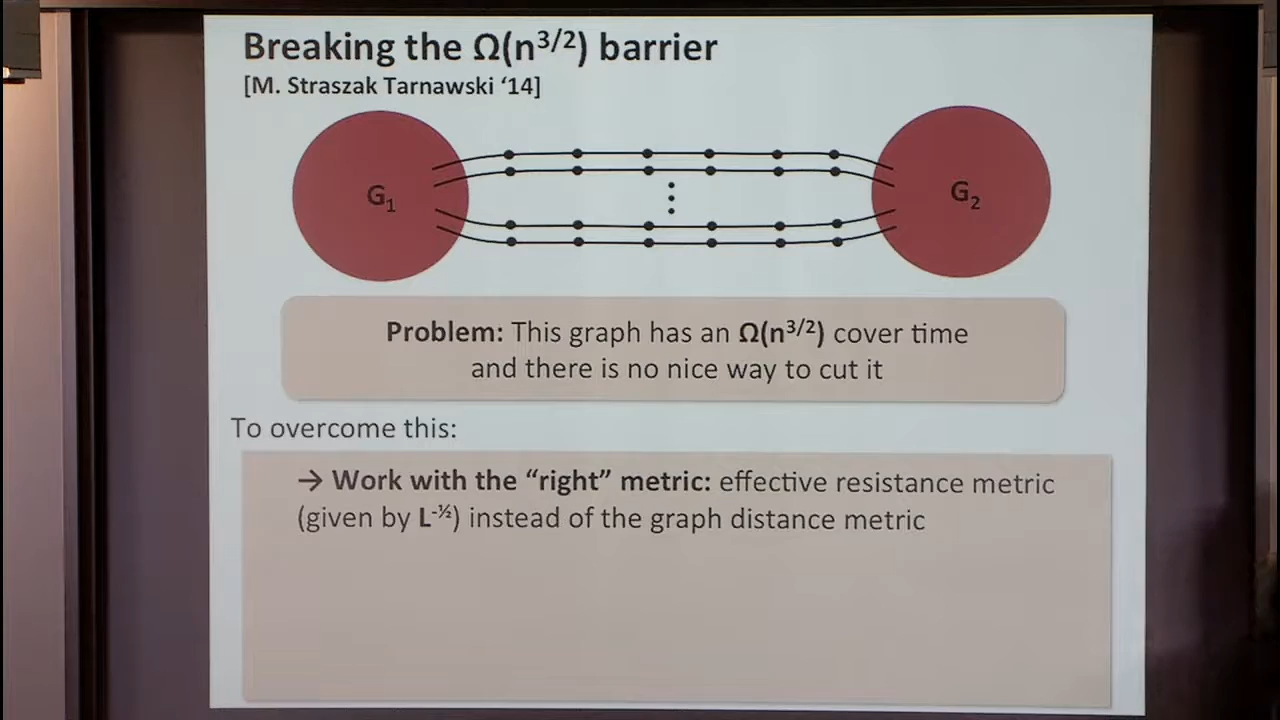 Breaking the Ω(n^3/2) barrier
[M. Straszak Tarnawski ‘14]
G₁
G₂
Problem: This graph has an Ω(n^3/2) cover time
and there is no nice way to cut it
To overcome this:
→ Work with the “right” metric: effective resistance metric
(given by L^-½) instead of the graph distance metric